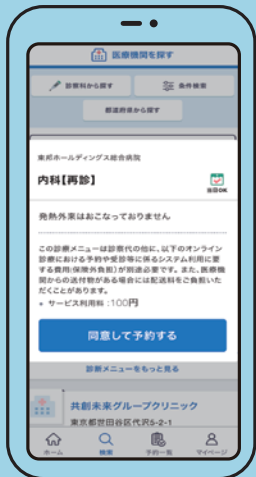 医療機関を探す
診療科から探す
条件検索
都道府県から探す
東邦ホールディングス総合病院
内科【再診】
当日OK
発熱外来はおこなっておりません
この診療メニューは診察代の他に、以下のオンライン
診療における予約や受診等に係るシステム利用に要
する費用(保険外負担)が別途必要です。また、医療機
関からの送付物がある場合には配送料をご負担いた
だくことがあります。
• サービス利用料:100円
同意して予約する
診断メニューをもっと見る
共創未来グループクリニック
東京都世田谷区代沢5-2-1
ホーム
検索
予約一覧
マイページ